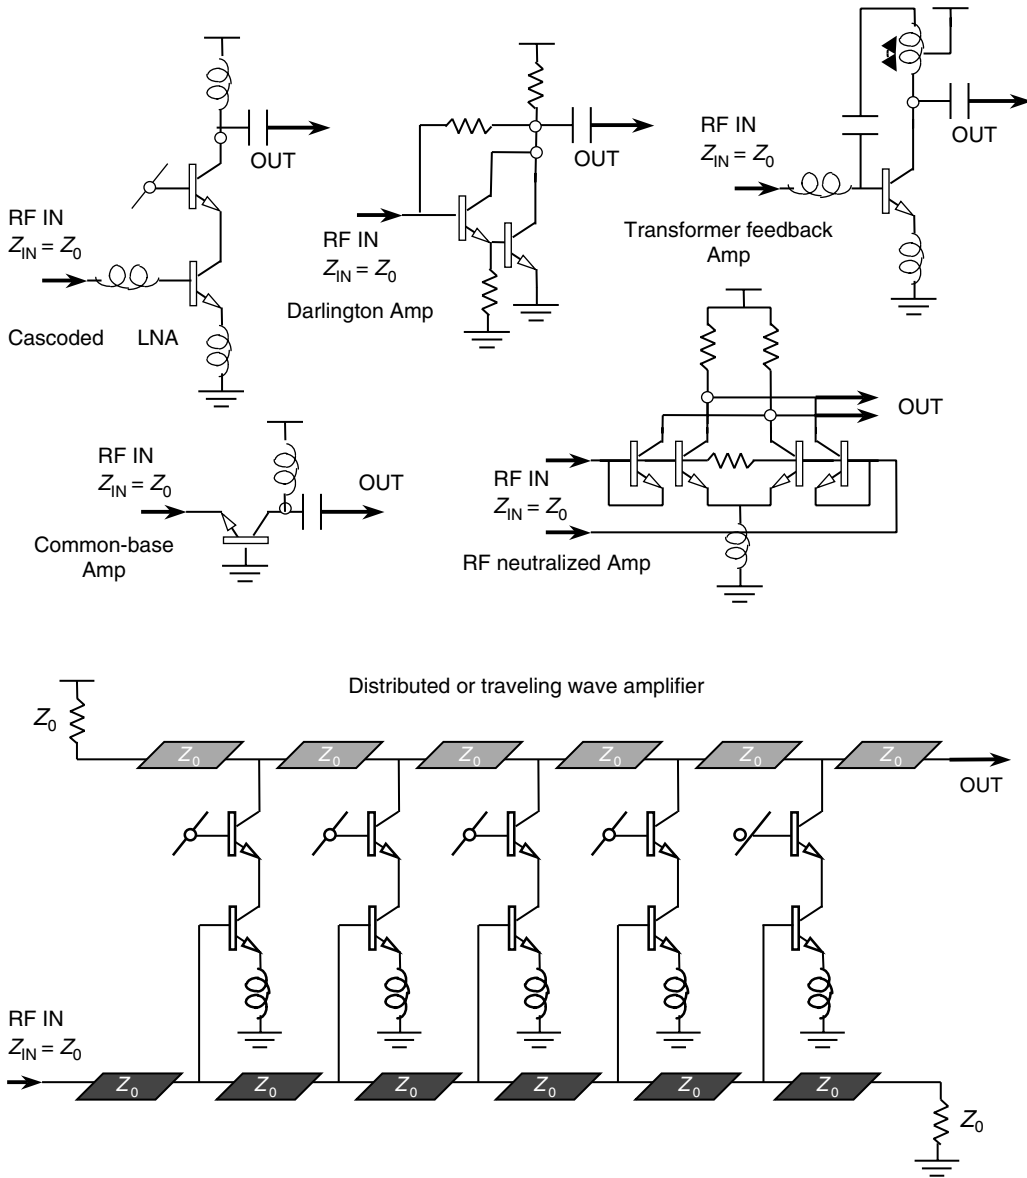 OUT
RF IN
Z_IN = Z_0
Cascoded LNA
OUT
RF IN
Z_IN = Z_0
Darlington Amp
RF IN
Z_IN = Z_0
OUT
Transformer feedback
Amp
RF IN
Z_IN = Z_0
OUT
Common-base
Amp
OUT
RF IN
Z_IN = Z_0
RF neutralized Amp
Distributed or traveling wave amplifier
Z_0
Z_0 Z_0 Z_0 Z_0 Z_0 Z_0
OUT
RF IN
Z_IN = Z_0
Z_0 Z_0 Z_0 Z_0 Z_0 Z_0
Z_0